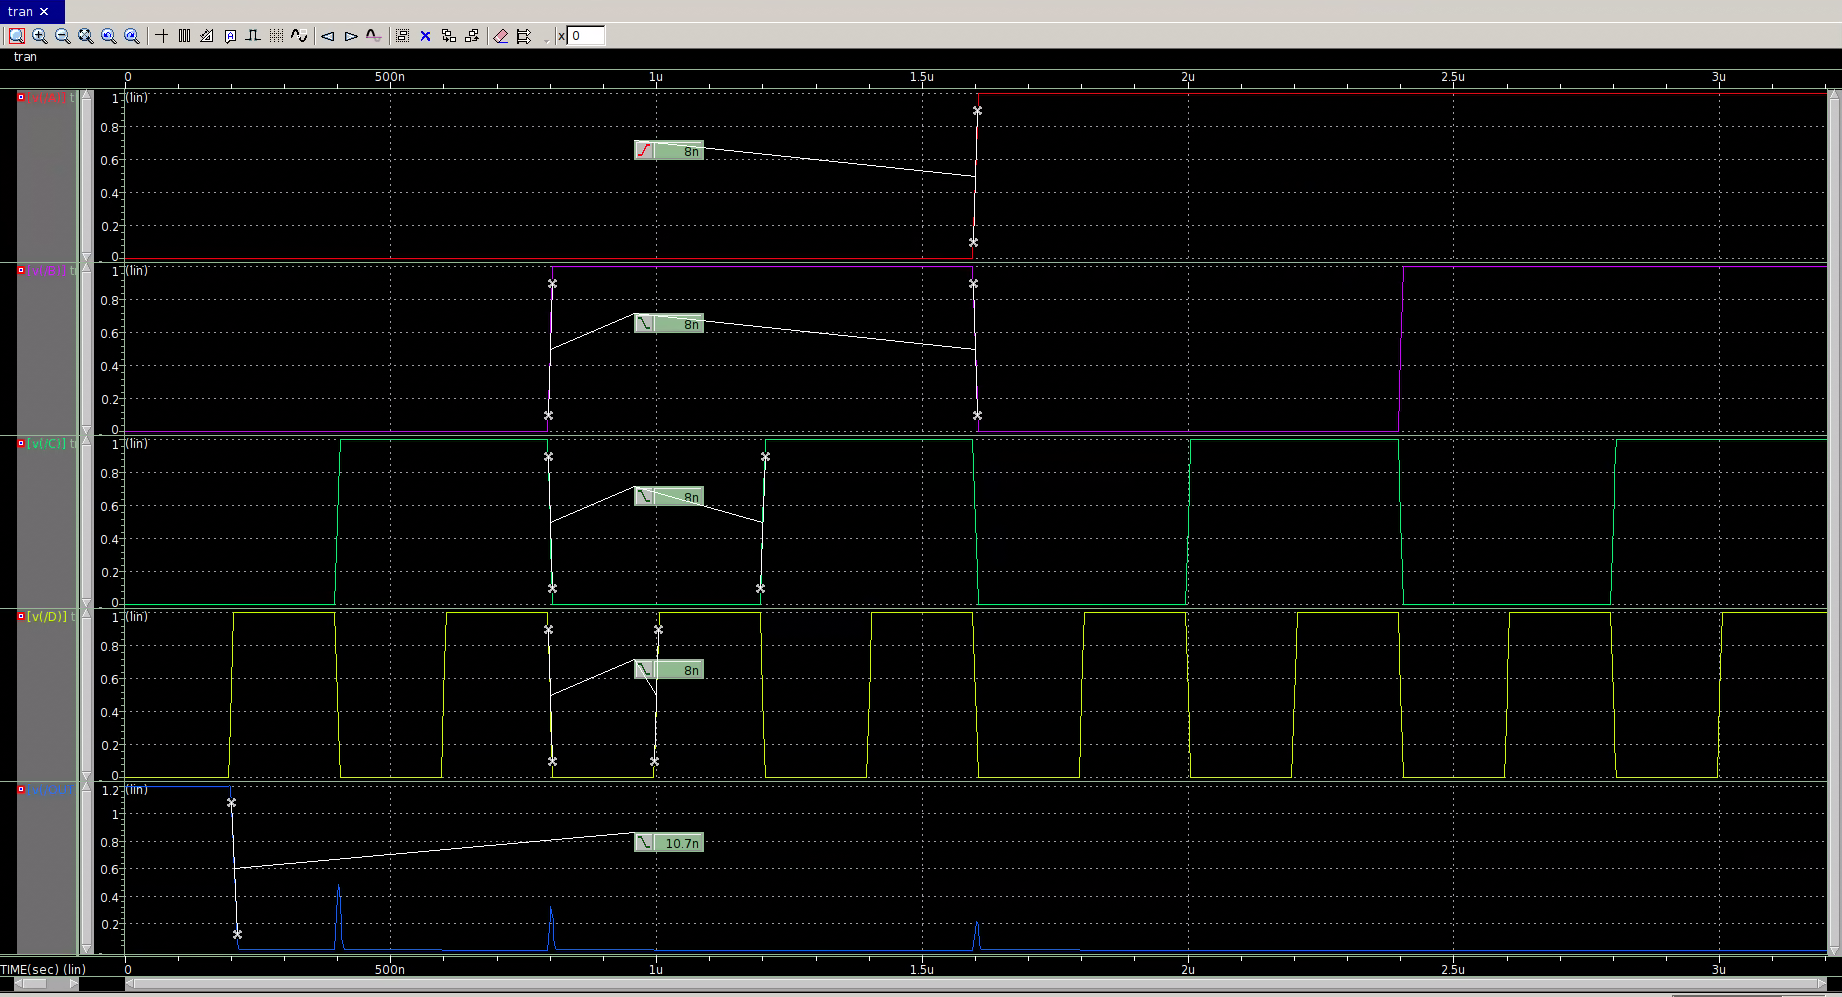 tran
x 0
tran
0 500n 1u 1.5u 2u 2.5u 3u
1 (lin)
0.8
0.6
0.4
0.2
0
8n
1 (lin)
0.8
0.6
0.4
0.2
0
8n
[v(/C)] t
1 (lin)
0.8
0.6
0.4
0.2
0
8n
[v(/D)] t
1 (lin)
0.8
0.6
0.4
0.2
0
8n
1.2 (lin)
1
0.8
0.6
0.4
0.2
10.7n
TIME(sec) (lin) 0 500n 1u 1.5u 2u 2.5u 3u